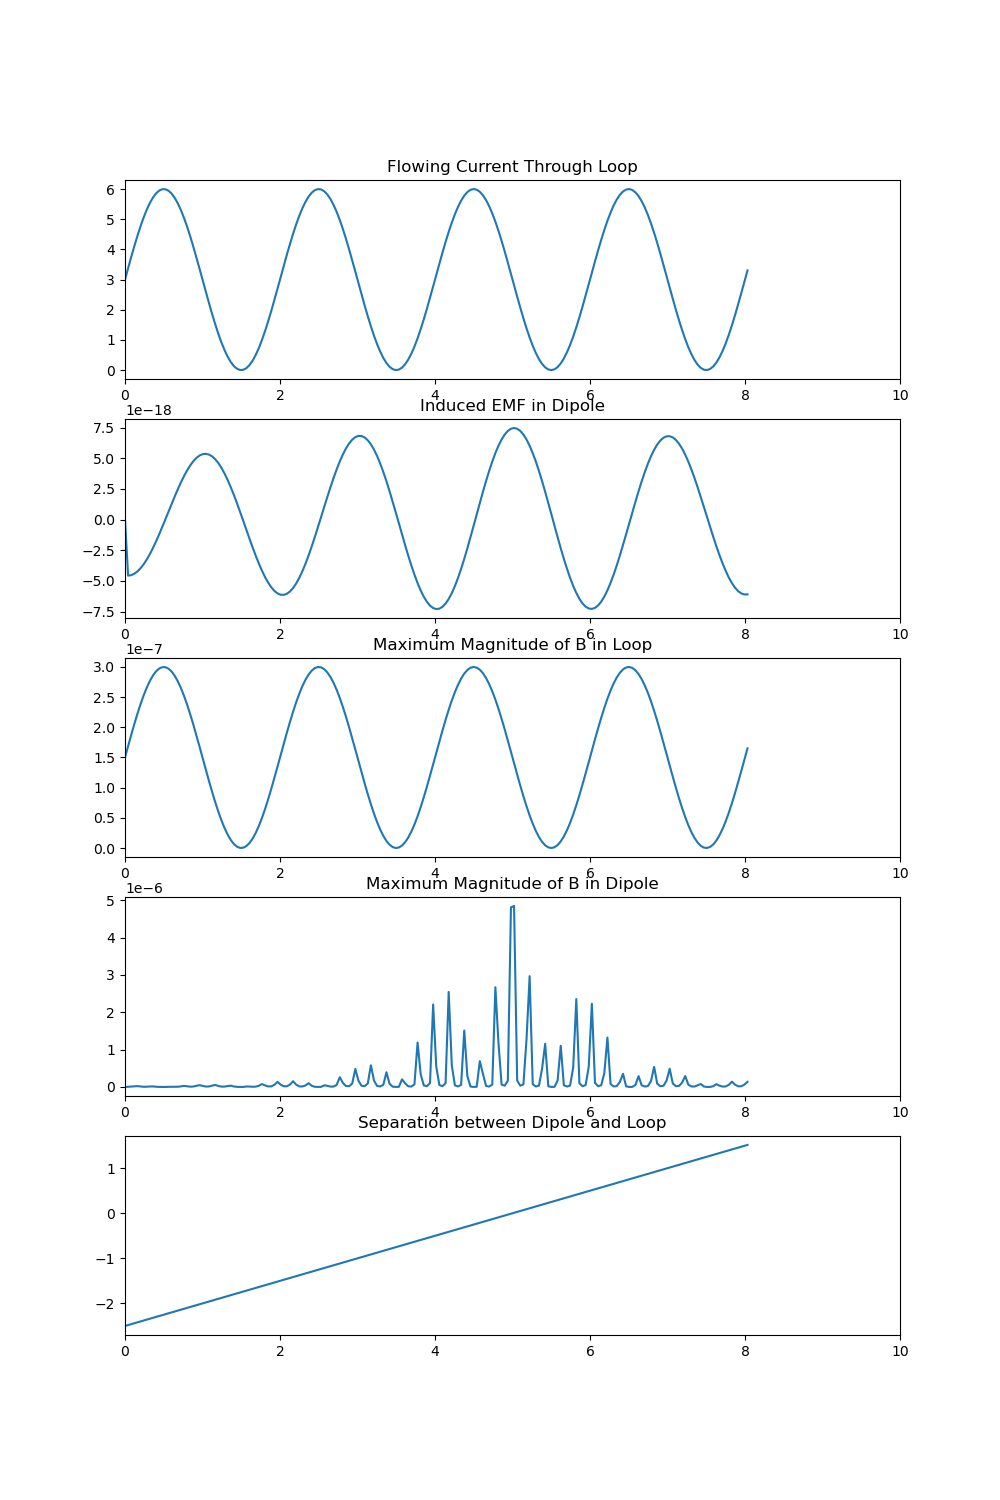 Flowing Current Through Loop
6
5
4
3
2
1
0
0 2 4 6 8 10
1e−18
Induced EMF in Dipole
7.5
5.0
2.5
0.0
−2.5
−5.0
−7.5
0 2 4 6 8 10
1e−7
Maximum Magnitude of B in Loop
3.0
2.5
2.0
1.5
1.0
0.5
0.0
0 2 4 6 8 10
1e−6
Maximum Magnitude of B in Dipole
5
4
3
2
1
0
0 2 4 6 8 10
Separation between Dipole and Loop
1
0
−1
−2
0 2 4 6 8 10